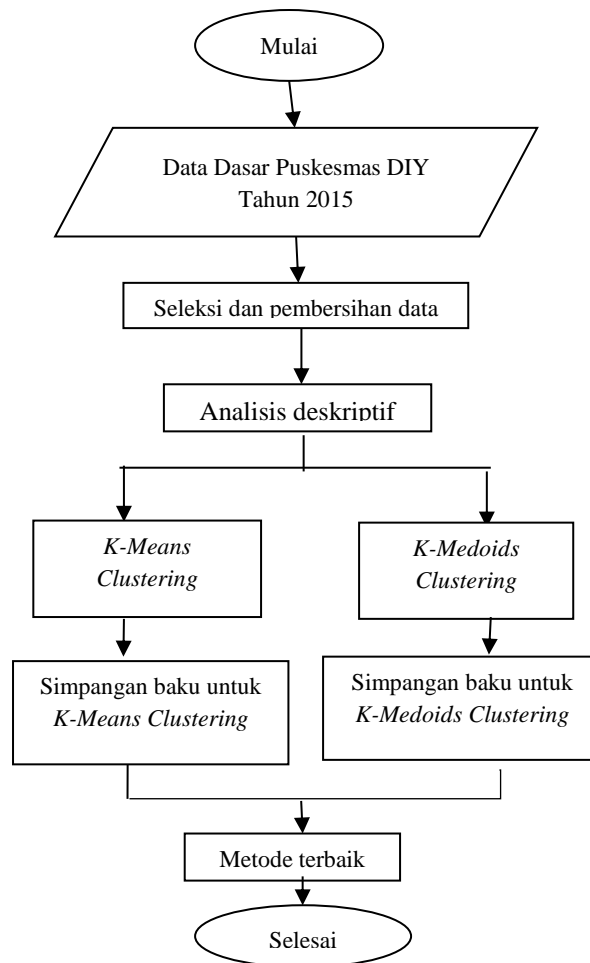 Mulai
Data Dasar Puskesmas DIY
Tahun 2015
Seleksi dan pembersihan data
Analisis deskriptif
K-Means
Clustering
K-Medoids
Clustering
Simpangan baku untuk
K-Means Clustering
Simpangan baku untuk
K-Medoids Clustering
Metode terbaik
Selesai